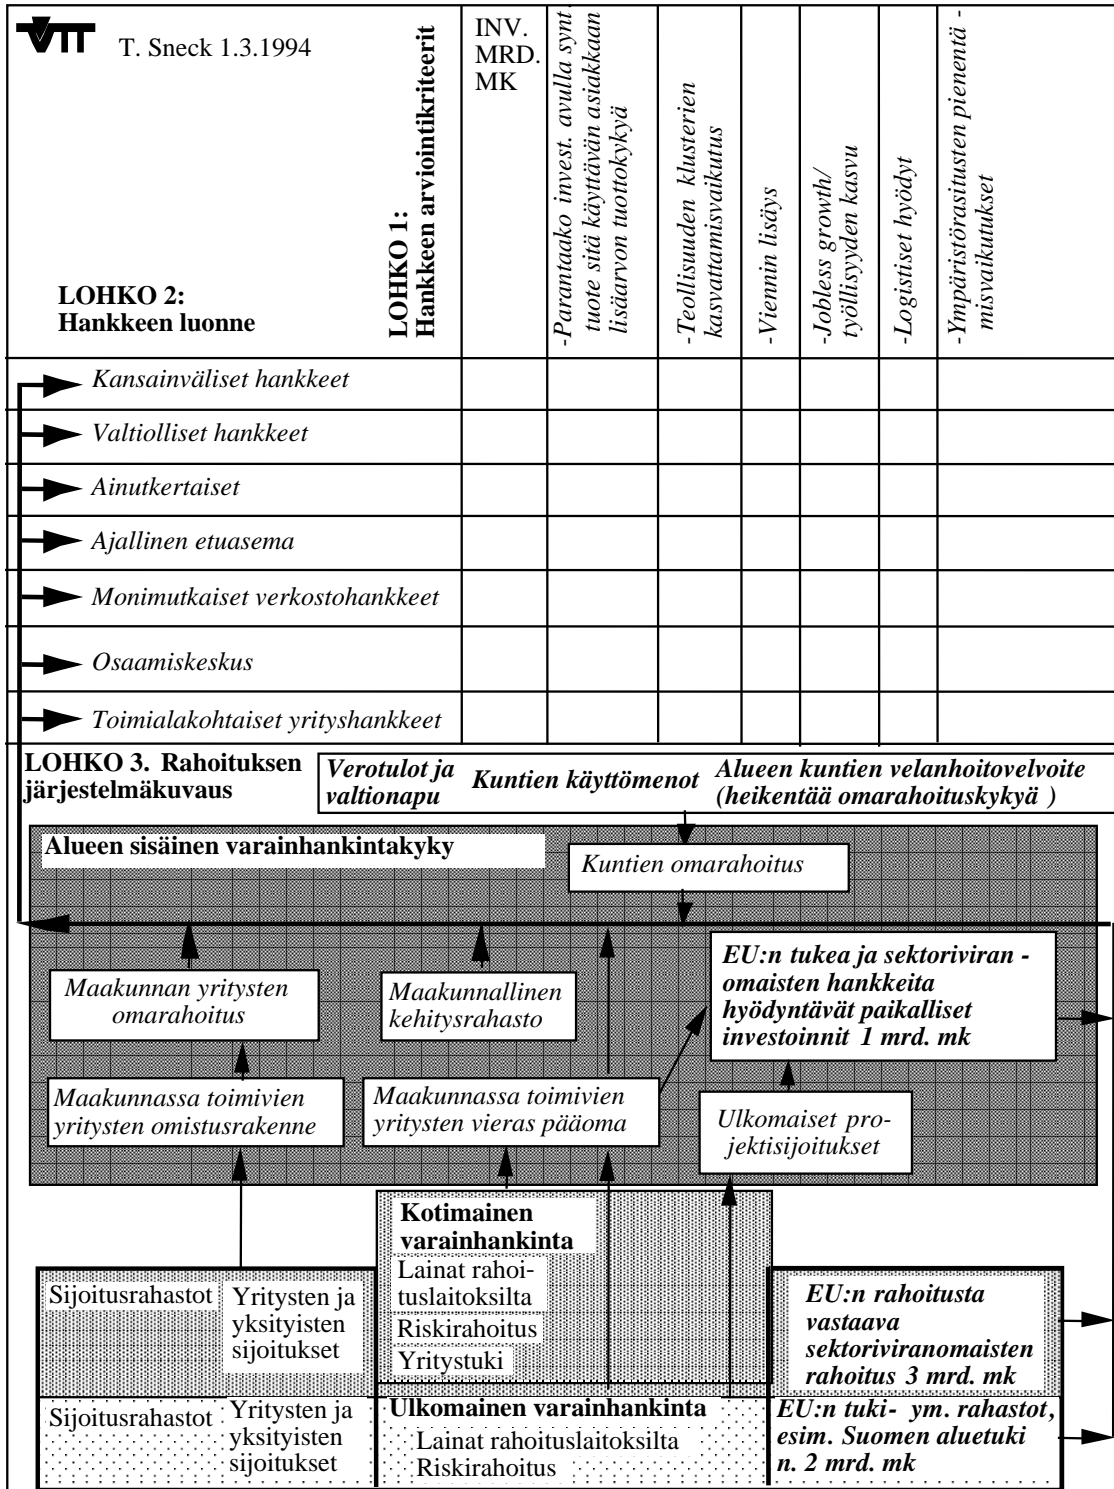 VTT
T. Sneck 1.3.1994
LOHKO 1:
Hankkeen arviointikriteerit
INV.
MRD.
MK
-Parantaako invest. avulla synt.
tuote sitä käyttävän asiakkaan
lisäarvon tuottokykyä
-Teollisuuden klusterien
kasvattamisvaikutus
-Viennin lisäys
-Jobless growth/
työllisyyden kasvu
-Logistiset hyödyt
-Ympäristörasitusten pienentä -
misvaikutukset
LOHKO 2:
Hankkeen luonne
Kansainväliset hankkeet
Valtiolliset hankkeet
Ainutkertaiset
Ajallinen etuasema
Monimutkaiset verkostohankkeet
Osaamiskeskus
Toimialakohtaiset yrityshankkeet
LOHKO 3. Rahoituksen
järjestelmäkuvaus
Verotulot ja
valtionapu
Kuntien käyttömenot
Alueen kuntien velanhoitovelvoite
(heikentää omarahoituskykyä )
Alueen sisäinen varainhankintakyky
Kuntien omarahoitus
Maakunnan yritysten
omarahoitus
Maakunnallinen
kehitysrahasto
EU:n tukea ja sektoriviran -
omaisten hankkeita
hyödyntävät paikalliset
investoinnit 1 mrd. mk
Maakunnassa toimivien
yritysten omistusrakenne
Maakunnassa toimivien
yritysten vieras pääoma
Ulkomaiset pro-
jektisijoitukset
Kotimainen
varainhankinta
Lainat rahoi-
tuslaitoksilta
Riskirahoitus
Yritystuki
Sijoitusrahastot
Yritysten ja
yksityisten
sijoitukset
EU:n rahoitusta
vastaava
sektoriviranomaisten
rahoitus 3 mrd. mk
Sijoitusrahastot
Yritysten ja
yksityisten
sijoitukset
Ulkomainen varainhankinta
Lainat rahoituslaitoksilta
Riskirahoitus
EU:n tuki- ym. rahastot,
esim. Suomen aluetuki
n. 2 mrd. mk